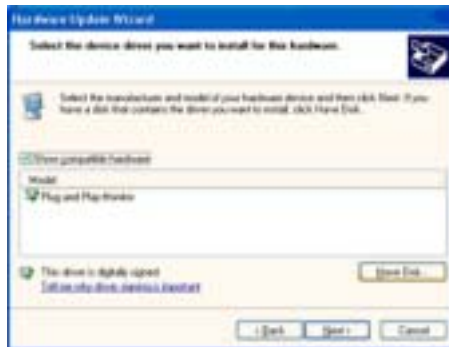 Hardware Update Wizard
Select the device driver you want to install for this hardware.
Select the manufacturer and model of your hardware device and then click Next. If you
have a disk that contains the driver you want to install, click Have Disk.
Show compatible hardware
Model
Plug and Play Monitor
This driver is digitally signed.
Tell me why driver signing is important
Have Disk...
< Back
Next >
Cancel